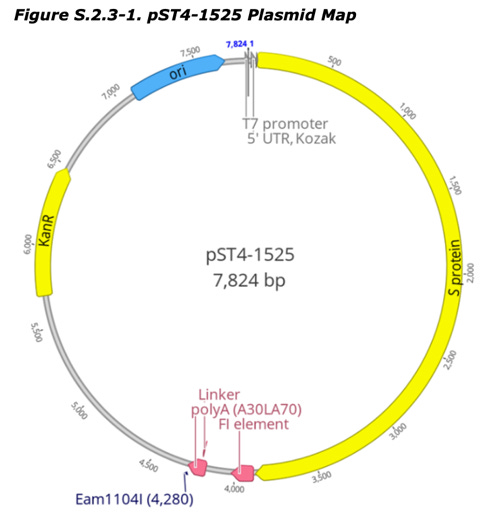 Figure S.2.3-1. pST4-1525 Plasmid Map
7,824 1
500
1,000
1,500
2,000
2,500
3,000
3,500
4,000
4,500
5,000
5,500
6,000
6,500
7,000
7,500
ori
T7 promoter
5' UTR, Kozak
KanR
S protein
pST4-1525
7,824 bp
Linker
polyA (A30LA70)
FI element
Eam1104I (4,280)